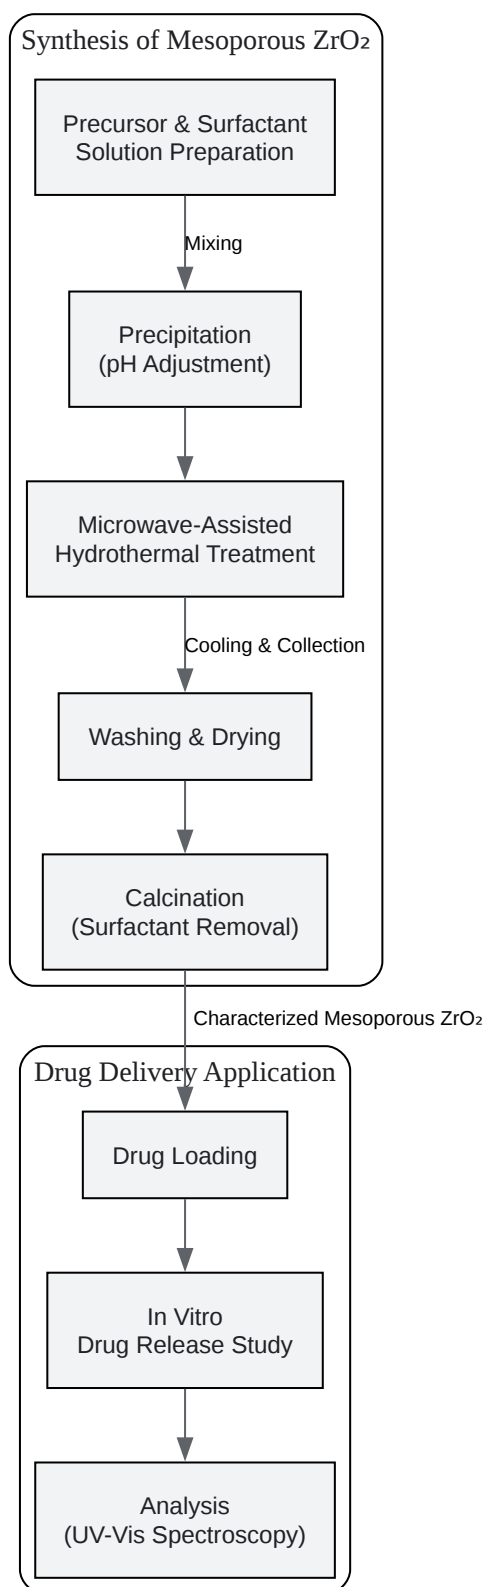 Synthesis of Mesoporous ZrO₂
Precursor & Surfactant
Solution Preparation
Mixing
Precipitation
(pH Adjustment)
Microwave-Assisted
Hydrothermal Treatment
Cooling & Collection
Washing & Drying
Calcination
(Surfactant Removal)
Characterized Mesoporous ZrO₂
Drug Delivery Application
Drug Loading
In Vitro
Drug Release Study
Analysis
(UV-Vis Spectroscopy)